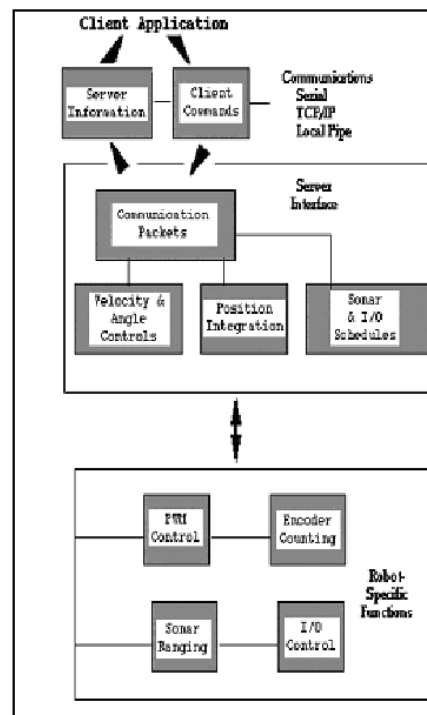 Client Application
Server
Information
Client
Commands
Communications
Serial
TCP/IP
Local Pipe
Server
Interface
Communication
Packets
Velocity &
Angle
Controls
Position
Integration
Sonar
& I/O
Schedules
PWM
Control
Encoder
Counting
Robot-
Specific
Functions
Sonar
Ranging
I/O
Control